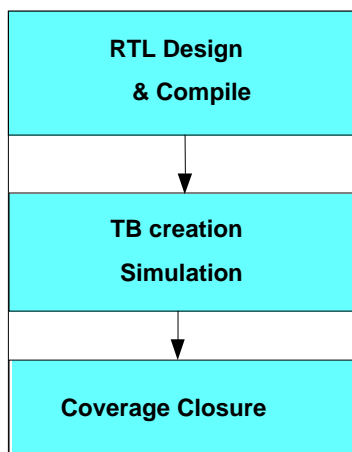 RTL Design
& Compile
TB creation
Simulation
Coverage Closure